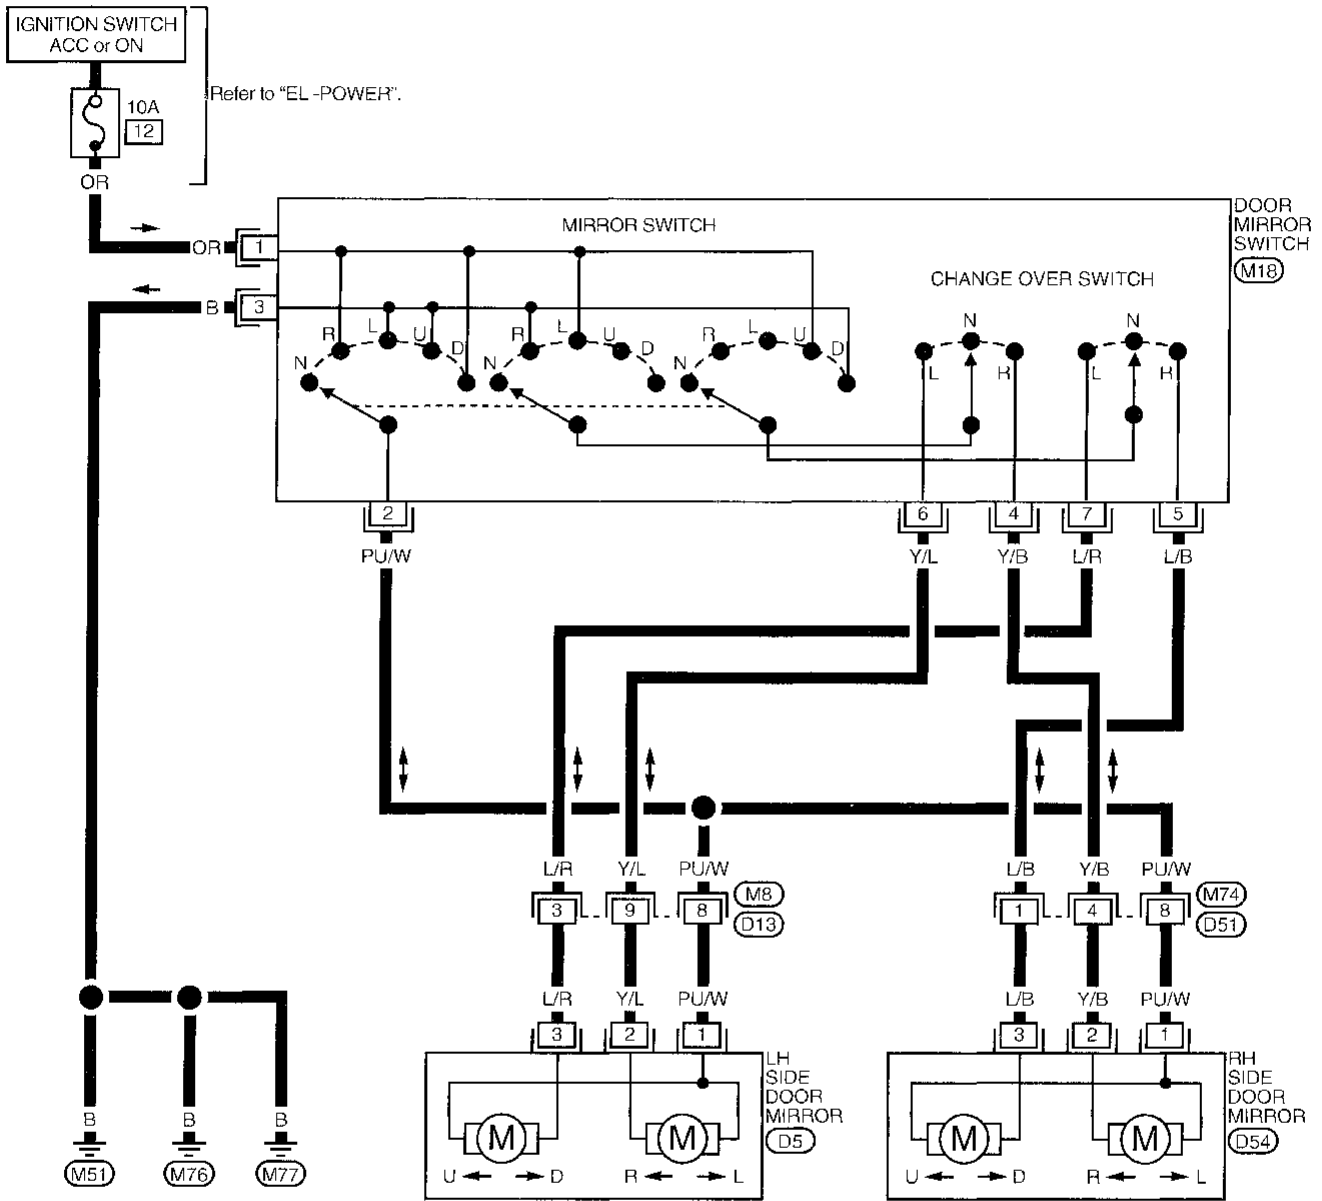 IGNITION SWITCH
ACC or ON
Refer to "EL-POWER".
10A
12
OR
MIRROR SWITCH
DOOR
MIRROR
SWITCH
M18
OR 1
CHANGE OVER SWITCH
B 3
N R L U D
N R L U D
N R L U D
L N R
L N R
2 6 4 7 5
PU/W Y/L Y/B L/R L/B
L/R Y/L PU/W L/B Y/B PU/W
M8 M74
3 9 8 1 4 8
D13 D51
L/R Y/L PU/W L/B Y/B PU/W
3 2 1 3 2 1
LH
SIDE
DOOR
MIRROR
D5
RH
SIDE
DOOR
MIRROR
D54
B B B
M M M M
M51 M76 M77
U D R L U D R L